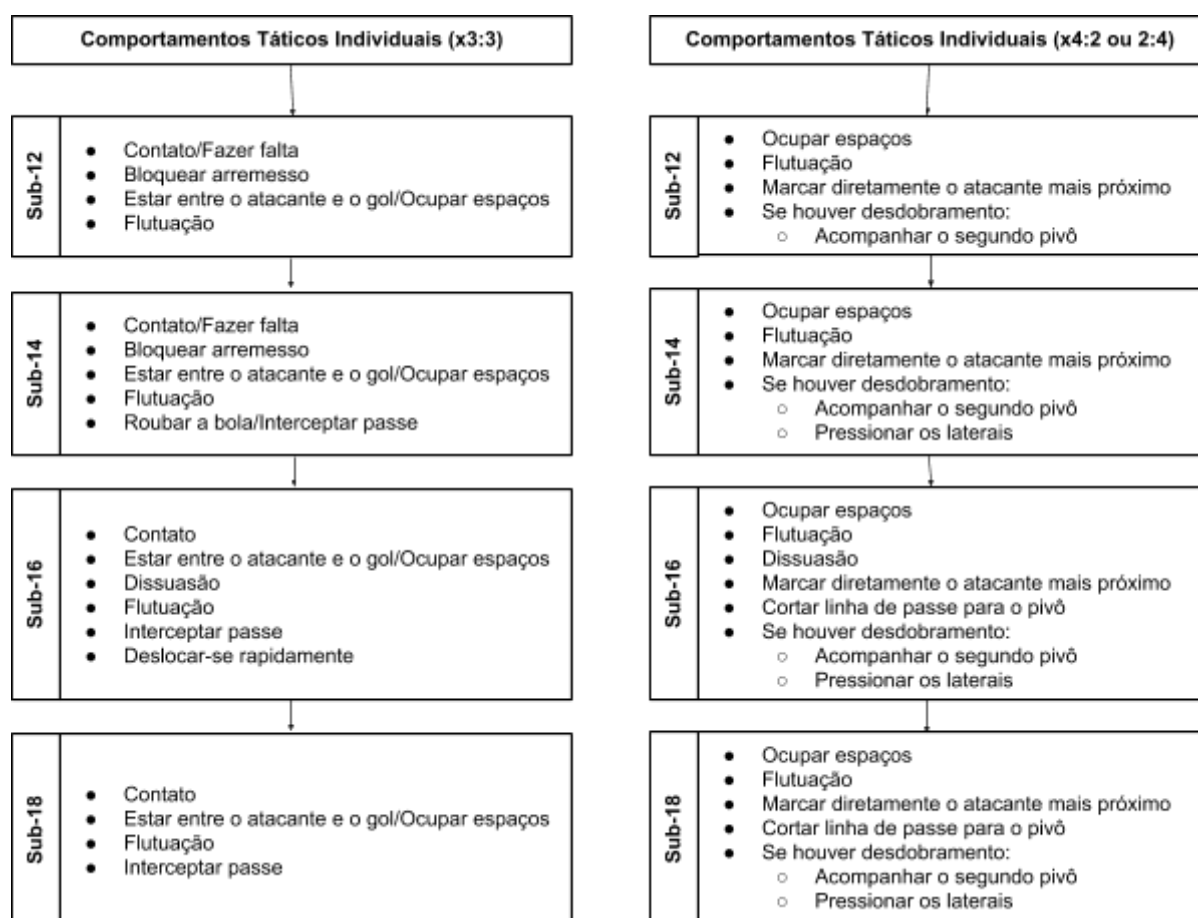 Comportamentos Táticos Individuais (x3:3)
Sub-12
● Contato/Fazer falta
● Bloquear arremesso
● Estar entre o atacante e o gol/Ocupar espaços
● Flutuação
Sub-14
● Contato/Fazer falta
● Bloquear arremesso
● Estar entre o atacante e o gol/Ocupar espaços
● Flutuação
● Roubar a bola/Interceptar passe
Sub-16
● Contato
● Estar entre o atacante e o gol/Ocupar espaços
● Dissuasão
● Flutuação
● Interceptar passe
● Deslocar-se rapidamente
Sub-18
● Contato
● Estar entre o atacante e o gol/Ocupar espaços
● Flutuação
● Interceptar passe
Comportamentos Táticos Individuais (x4:2 ou 2:4)
Sub-12
● Ocupar espaços
● Flutuação
● Marcar diretamente o atacante mais próximo
● Se houver desdobramento:
○ Acompanhar o segundo pivô
Sub-14
● Ocupar espaços
● Flutuação
● Marcar diretamente o atacante mais próximo
● Se houver desdobramento:
○ Acompanhar o segundo pivô
○ Pressionar os laterais
Sub-16
● Ocupar espaços
● Flutuação
● Dissuasão
● Marcar diretamente o atacante mais próximo
● Cortar linha de passe para o pivô
● Se houver desdobramento:
○ Acompanhar o segundo pivô
○ Pressionar os laterais
Sub-18
● Ocupar espaços
● Flutuação
● Marcar diretamente o atacante mais próximo
● Cortar linha de passe para o pivô
● Se houver desdobramento:
○ Acompanhar o segundo pivô
○ Pressionar os laterais